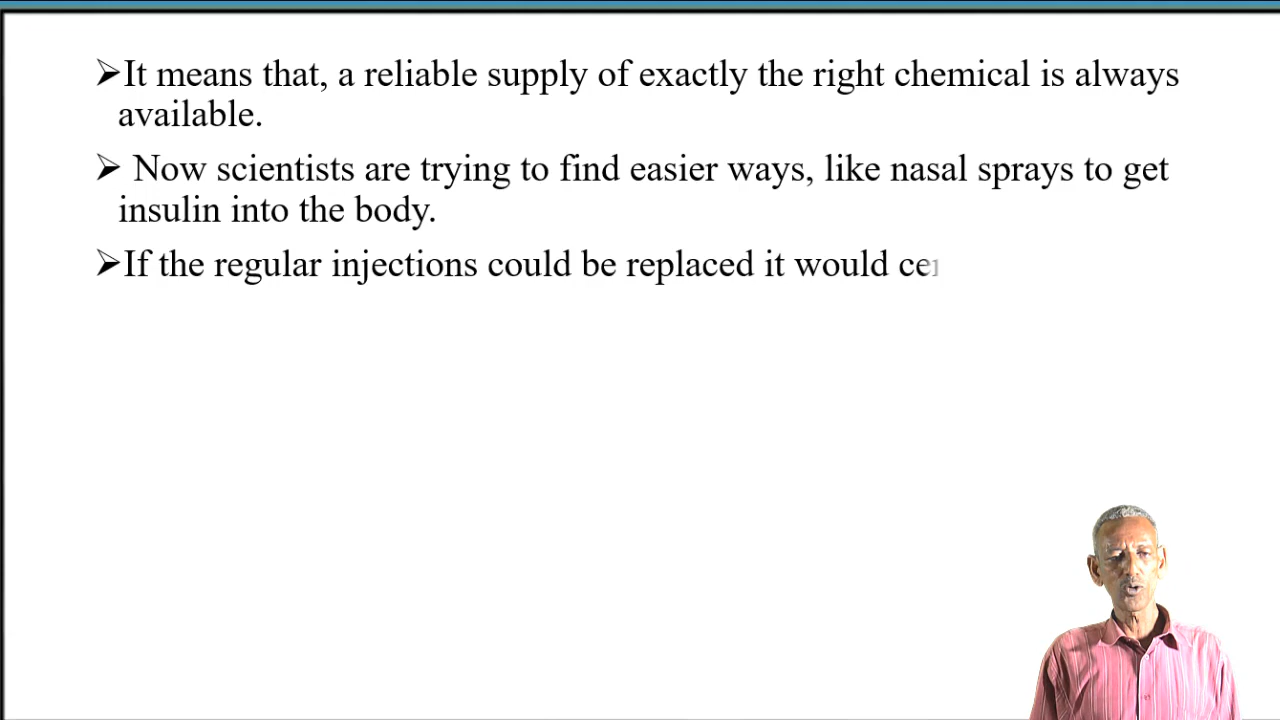 ➢It means that, a reliable supply of exactly the right chemical is always
available.
➢ Now scientists are trying to find easier ways, like nasal sprays to get
insulin into the body.
➢If the regular injections could be replaced it would